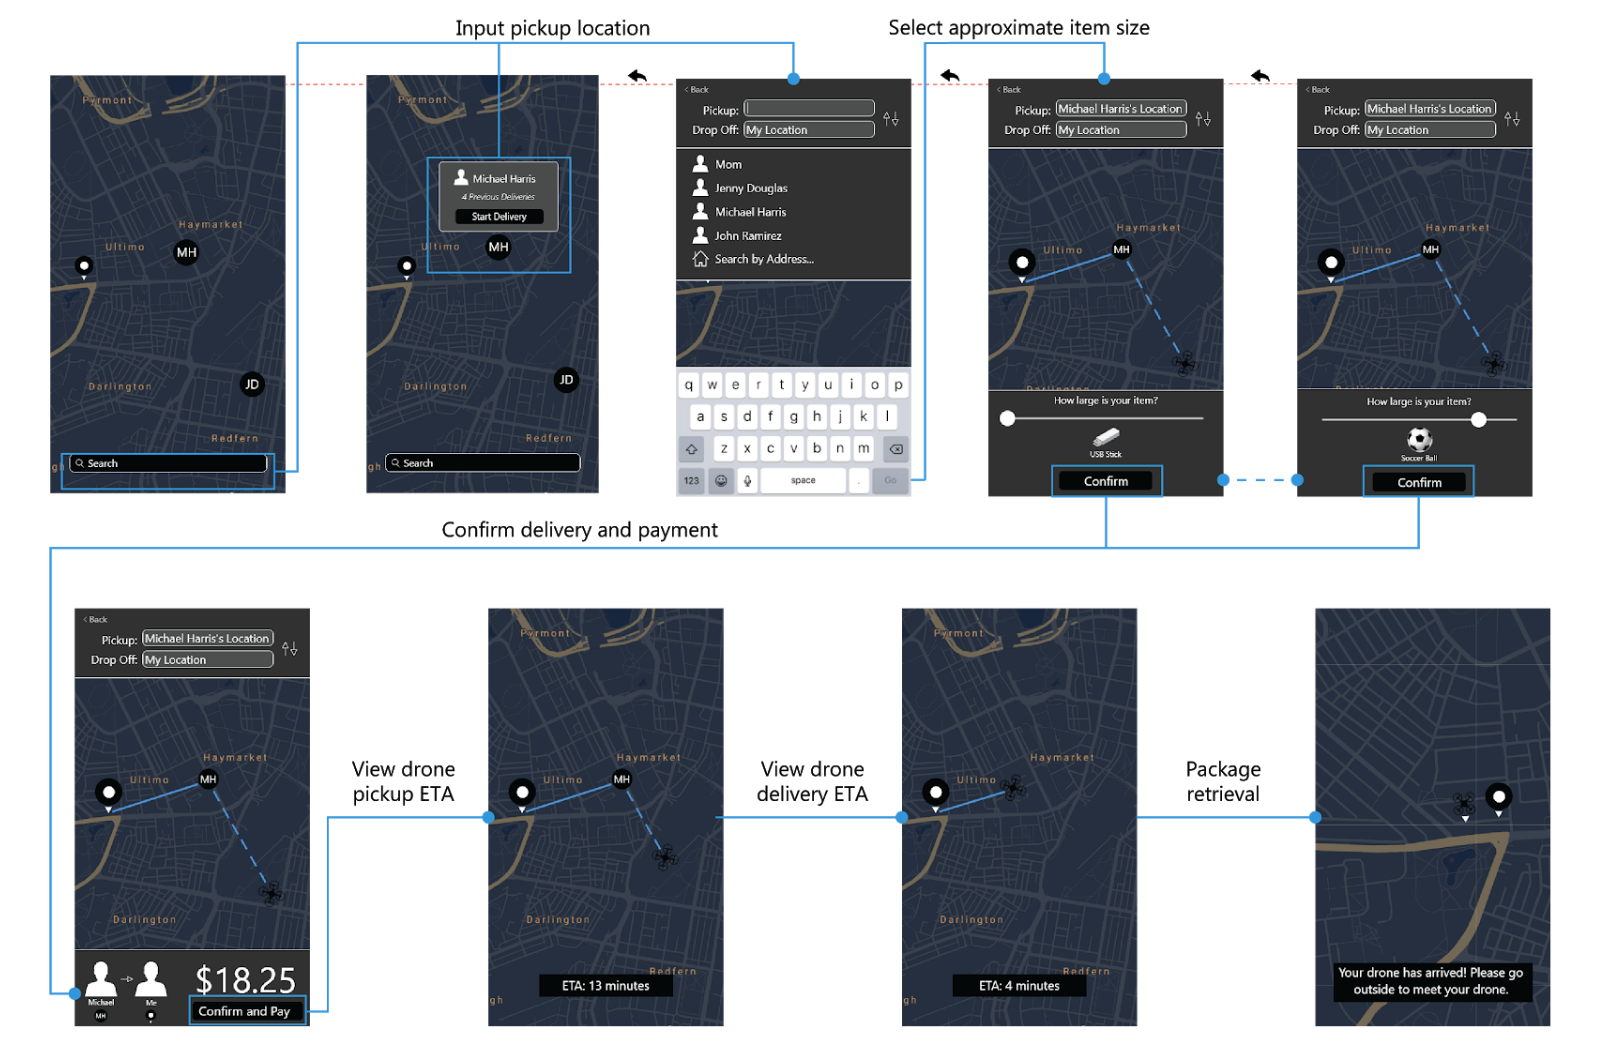 Input pickup location
Select approximate item size
Pyrmont
Haymarket
Ultimo
MH
JD
Darlington
Redfern
Search
Pyrmont
Michael Harris
4 Previous Deliveries
Start Delivery
Ultimo
MH
JD
Darlington
Redfern
gh
Search
< Back
Pickup:
Drop Off: My Location
Mom
Jenny Douglas
Michael Harris
John Ramirez
Search by Address...
q w e r t y u i o p
a s d f g h j k l
z x c v b n m
123 space . Go
< Back
Pickup: Michael Harris's Location
Drop Off: My Location
Haymarket
Ultimo
MH
Darlington
How large is your item?
USB Stick
Confirm
< Back
Pickup: Michael Harris's Location
Drop Off: My Location
Haymarket
Ultimo
MH
Darlington
How large is your item?
Soccer Ball
Confirm
Confirm delivery and payment
< Back
Pickup: Michael Harris's Location
Drop Off: My Location
Haymarket
Ultimo
MH
Darlington
Michael
Me
MH
$18.25
Confirm and Pay
View drone
pickup ETA
Pyrmont
Haymarket
Ultimo
MH
Darlington
Redfern
gh
ETA: 13 minutes
View drone
delivery ETA
Pyrmont
Haymarket
Ultimo
Darlington
Redfern
gh
ETA: 4 minutes
Package
retrieval
Your drone has arrived! Please go
outside to meet your drone.